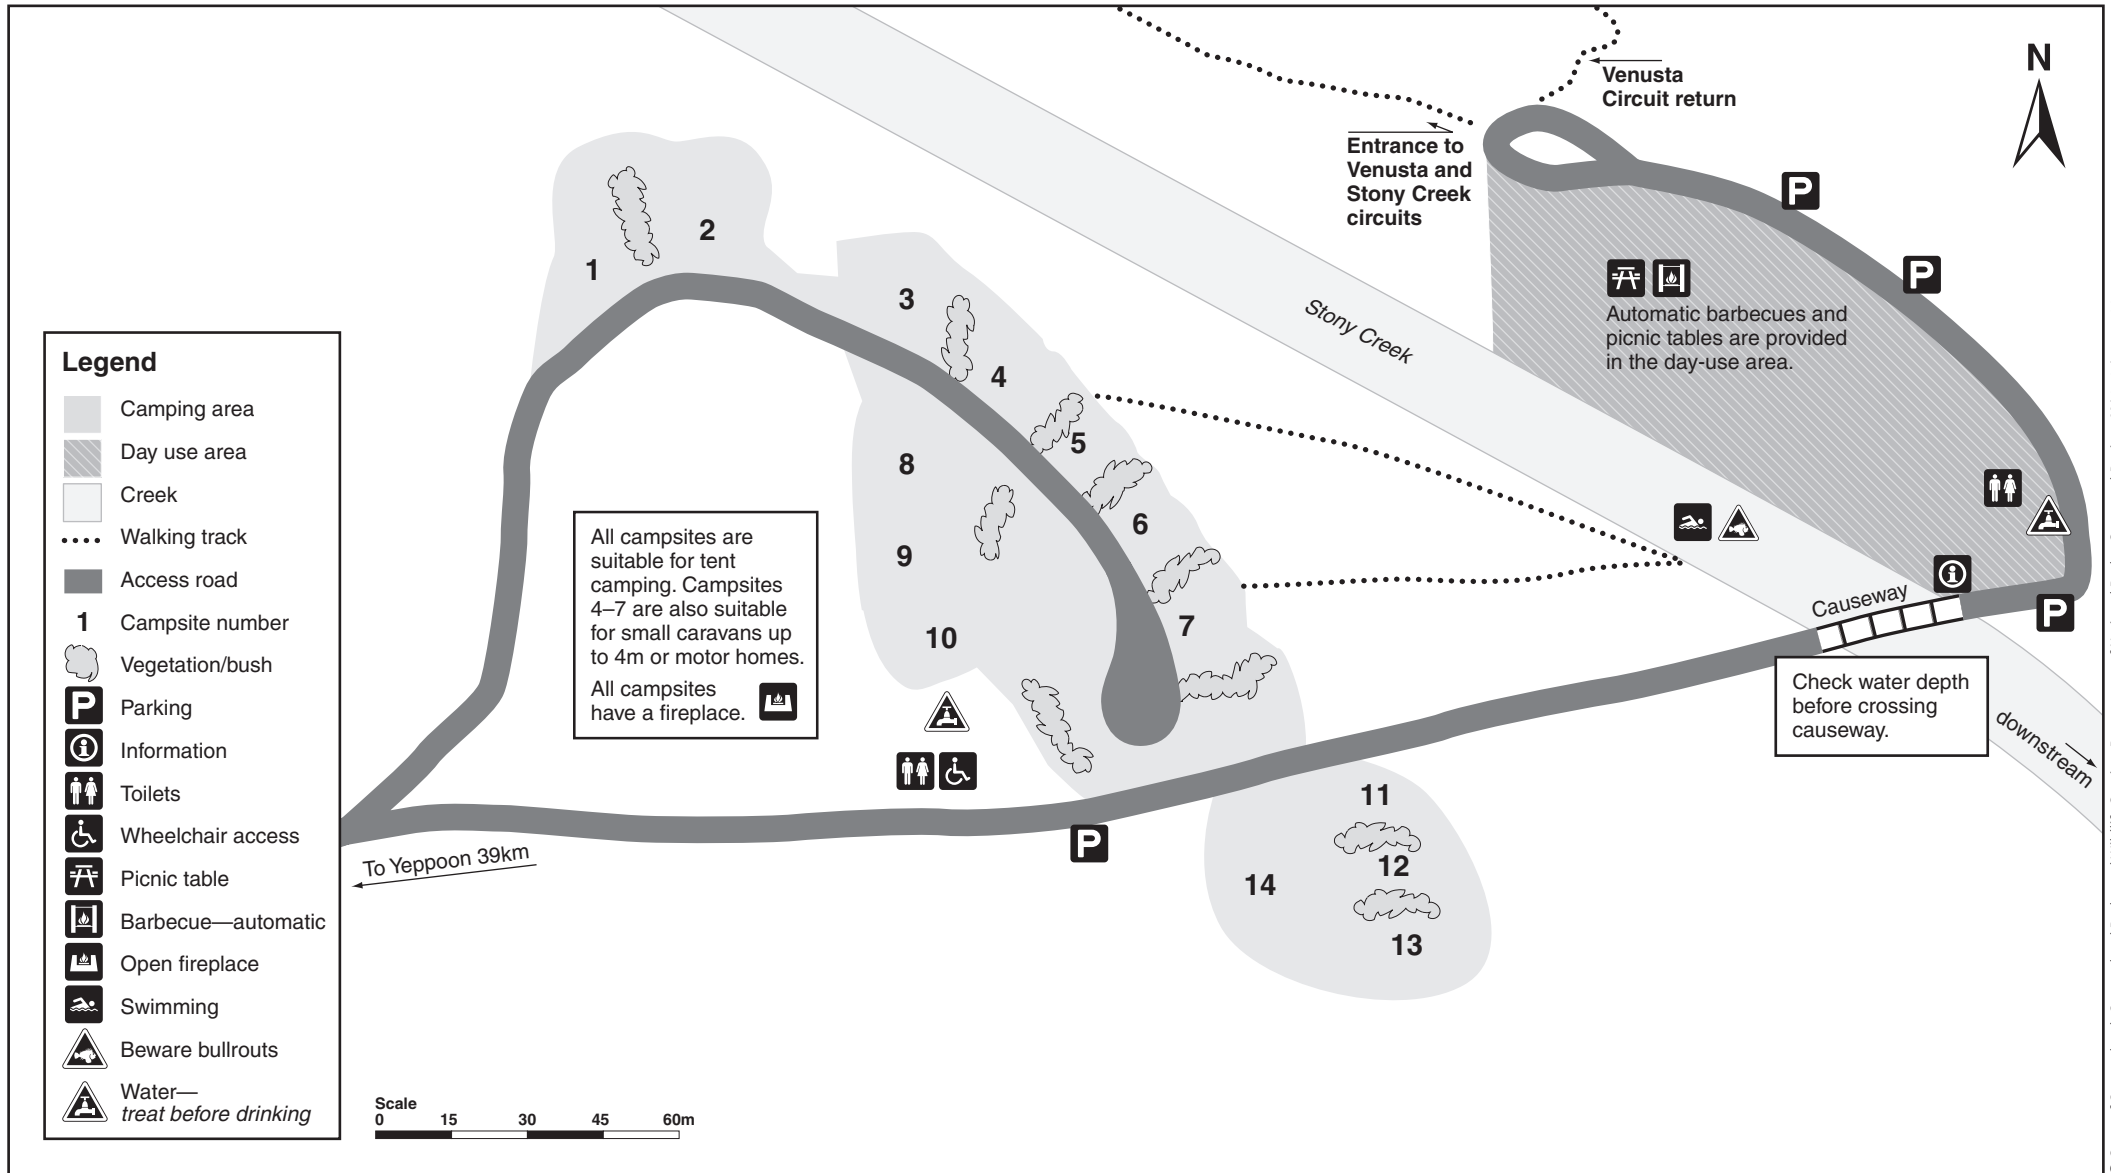 N
Venusta
Circuit return
Entrance to
Venusta and
Stony Creek
circuits
P
P
Automatic barbecues and
picnic tables are provided
in the day-use area.
Stony Creek
2
1
3
4
5
6
7
8
9
10
Causeway
P
Check water depth
before crossing
causeway.
downstream
All campsites are
suitable for tent
camping. Campsites
4–7 are also suitable
for small caravans up
to 4m or motor homes.
All campsites
have a fireplace.
11
12
13
14
P
To Yeppoon 39km
Legend
Camping area
Day use area
Creek
Walking track
Access road
1 Campsite number
Vegetation/bush
P Parking
Information
Toilets
Wheelchair access
Picnic table
Barbecue—automatic
Open fireplace
Swimming
Beware bullrouts
Water—
treat before drinking
Scale
0 15 30 45 60m